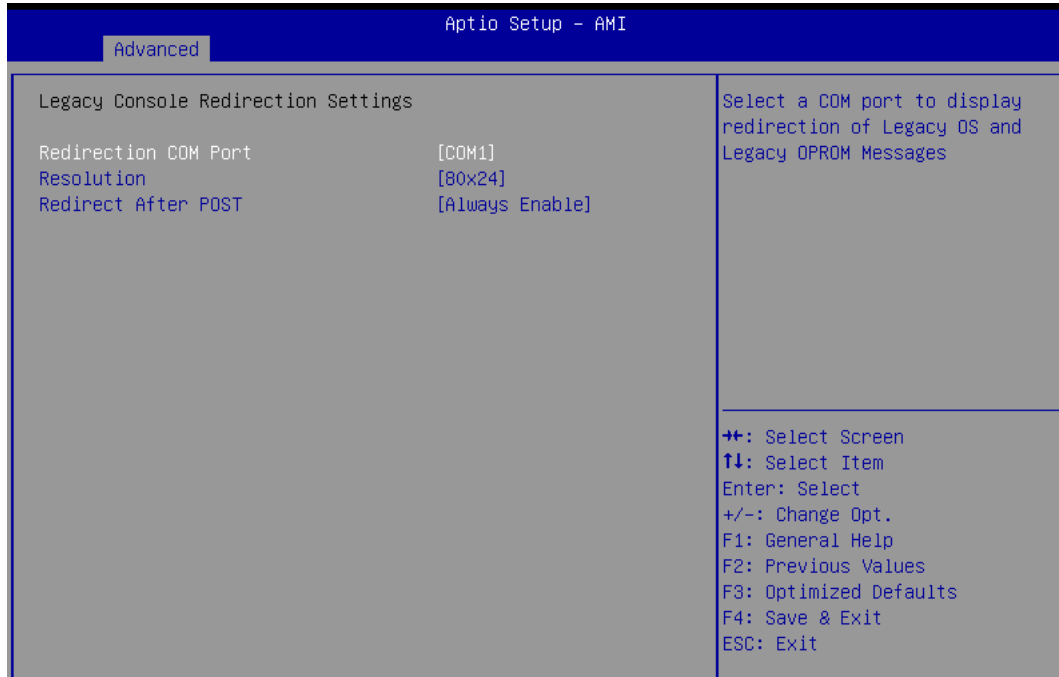 Aptio Setup - AMI
Advanced
Legacy Console Redirection Settings
Redirection COM Port [COM1]
Resolution [80x24]
Redirect After POST [Always Enable]
Select a COM port to display
redirection of Legacy OS and
Legacy OPROM Messages
→←: Select Screen
↑↓: Select Item
Enter: Select
+/-: Change Opt.
F1: General Help
F2: Previous Values
F3: Optimized Defaults
F4: Save & Exit
ESC: Exit